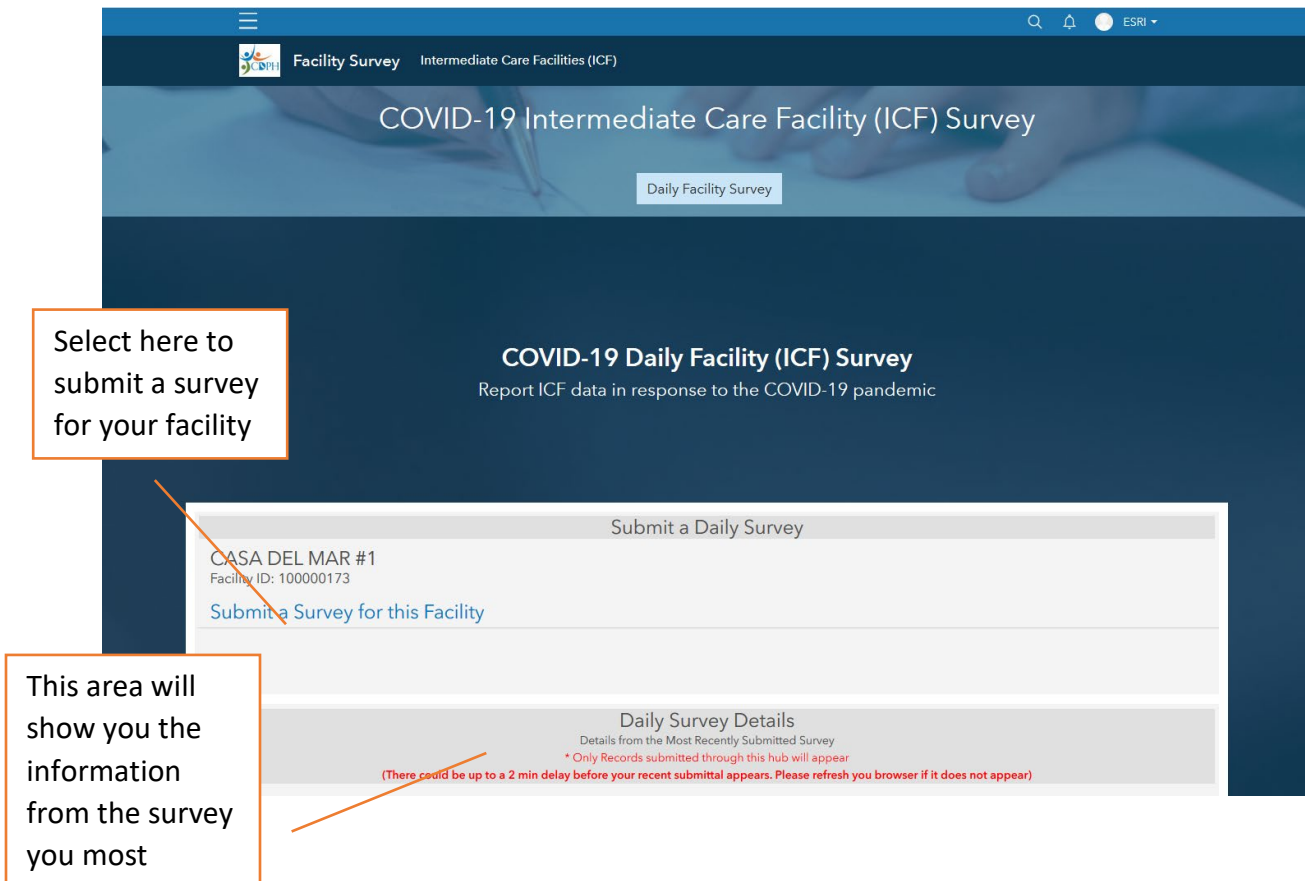 ESRI
CDPH
Facility Survey Intermediate Care Facilities (ICF)
COVID-19 Intermediate Care Facility (ICF) Survey
Daily Facility Survey
Select here to
submit a survey
for your facility
COVID-19 Daily Facility (ICF) Survey
Report ICF data in response to the COVID-19 pandemic
Submit a Daily Survey
CASA DEL MAR #1
Facility ID: 100000173
Submit a Survey for this Facility
This area will
show you the
information
from the survey
you most
Daily Survey Details
Details from the Most Recently Submitted Survey
* Only Records submitted through this hub will appear
(There could be up to a 2 min delay before your recent submittal appears. Please refresh you browser if it does not appear)